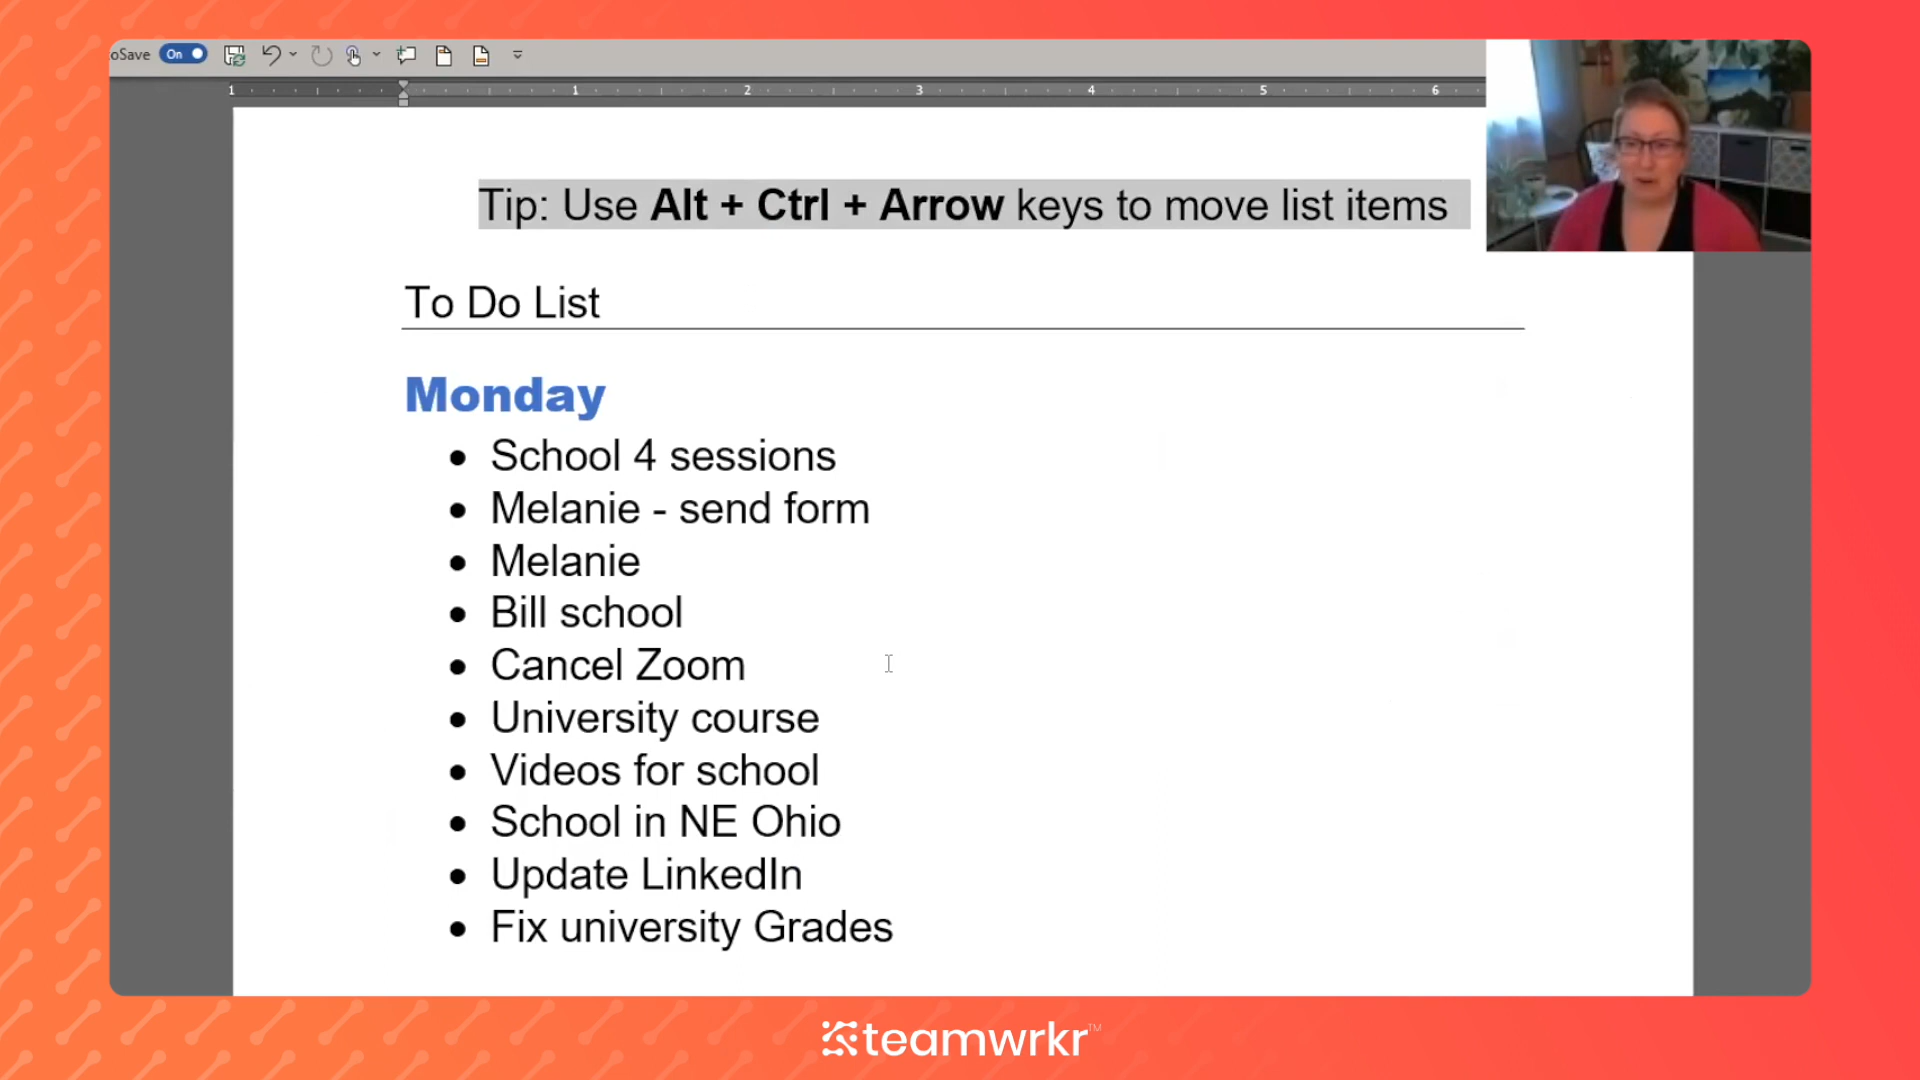 oSave On
1 1 2 3 4 5 6
Tip: Use Alt + Ctrl + Arrow keys to move list items
To Do List
Monday
• School 4 sessions
• Melanie - send form
• Melanie
• Bill school
• Cancel Zoom
• University course
• Videos for school
• School in NE Ohio
• Update LinkedIn
• Fix university Grades
teamwrkr™